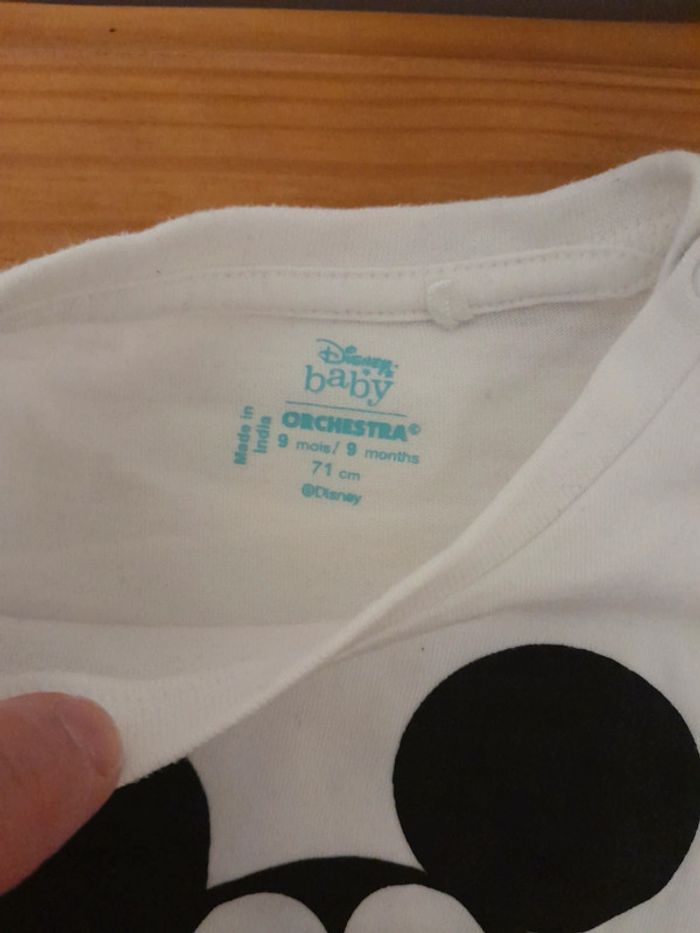 Disney's
baby
ORCHESTRA©
9 mois/ 9 months
71 cm
©Disney
Made in
India